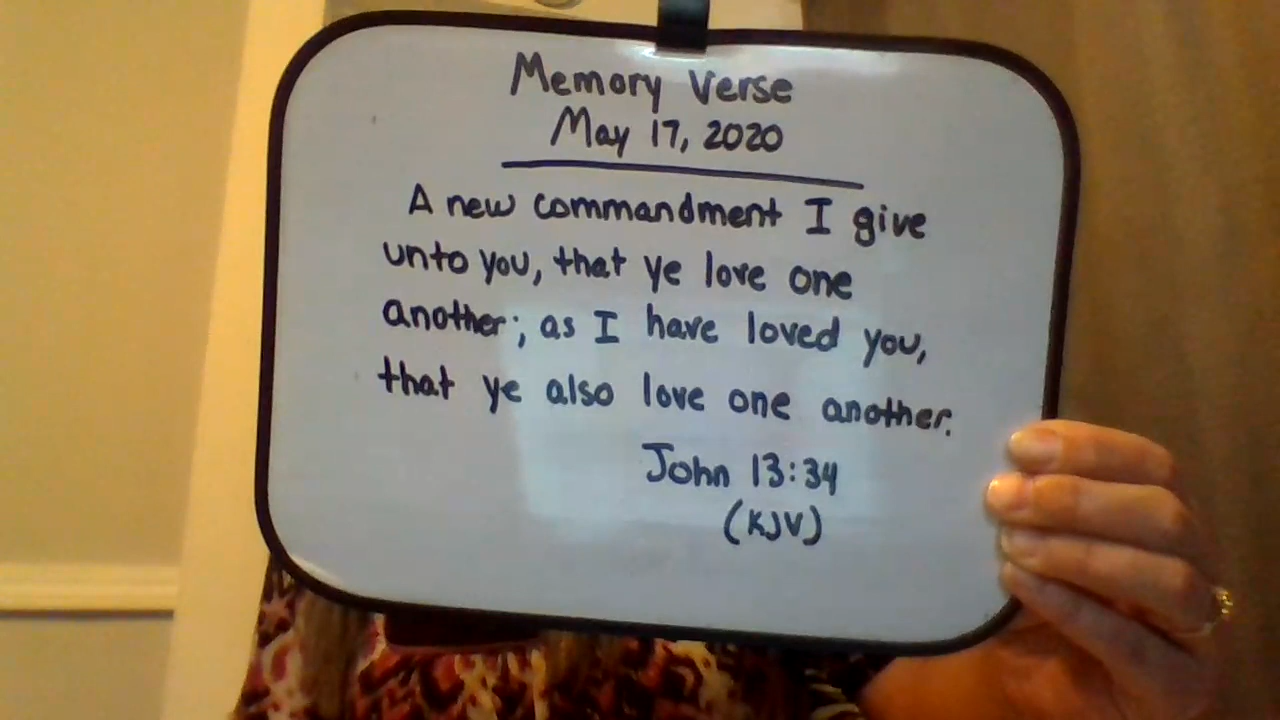 Memory Verse
May 17, 2020
A new commandment I give
unto you, that ye love one
another; as I have loved you,
that ye also love one another.
John 13:34
(KJV)